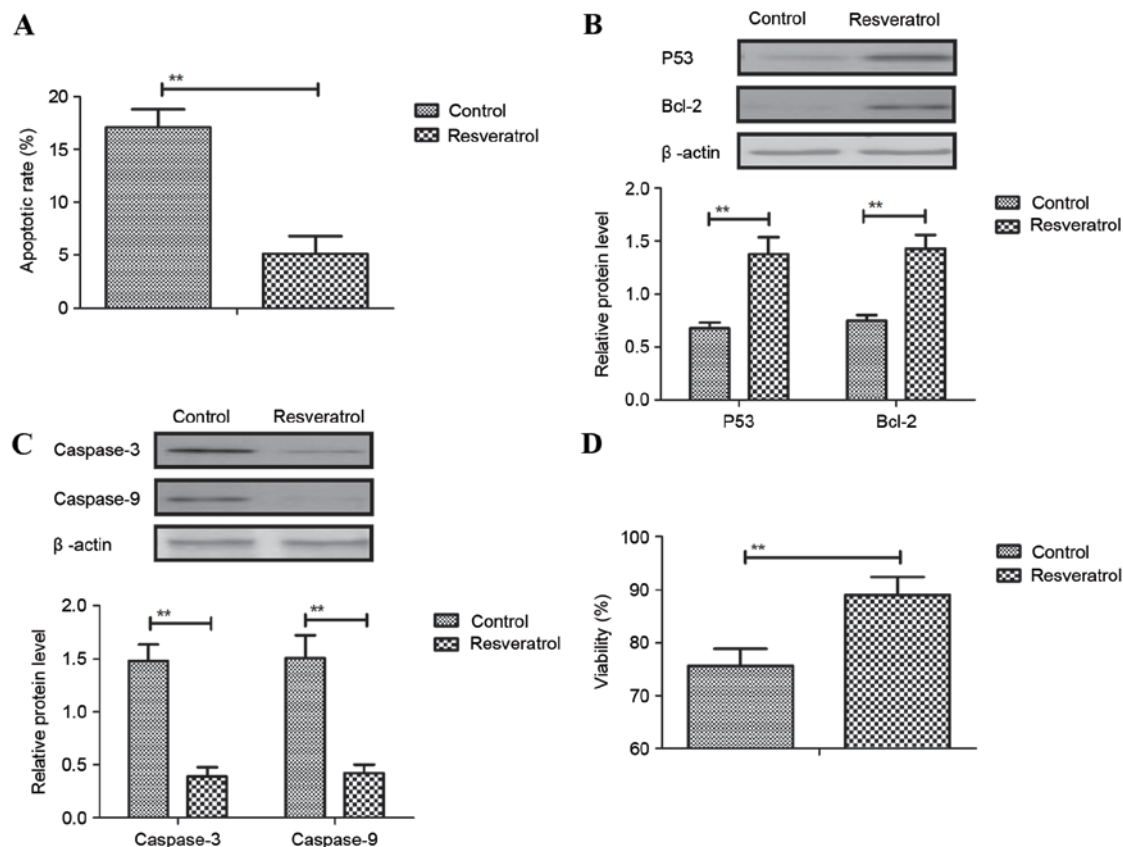 A
**
20
15
10
5
0
Apoptotic rate (%)
Control
Resveratrol
B
Control Resveratrol
P53
Bcl-2
β -actin
2.0
1.5
1.0
0.5
0.0
Relative protein level
** **
P53 Bcl-2
Control
Resveratrol
C
Control Resveratrol
Caspase-3
Caspase-9
β -actin
2.0
1.5
1.0
0.5
0.0
Relative protein level
** **
Caspase-3 Caspase-9
Control
Resveratrol
D
**
100
90
80
70
60
Viability (%)
Control
Resveratrol